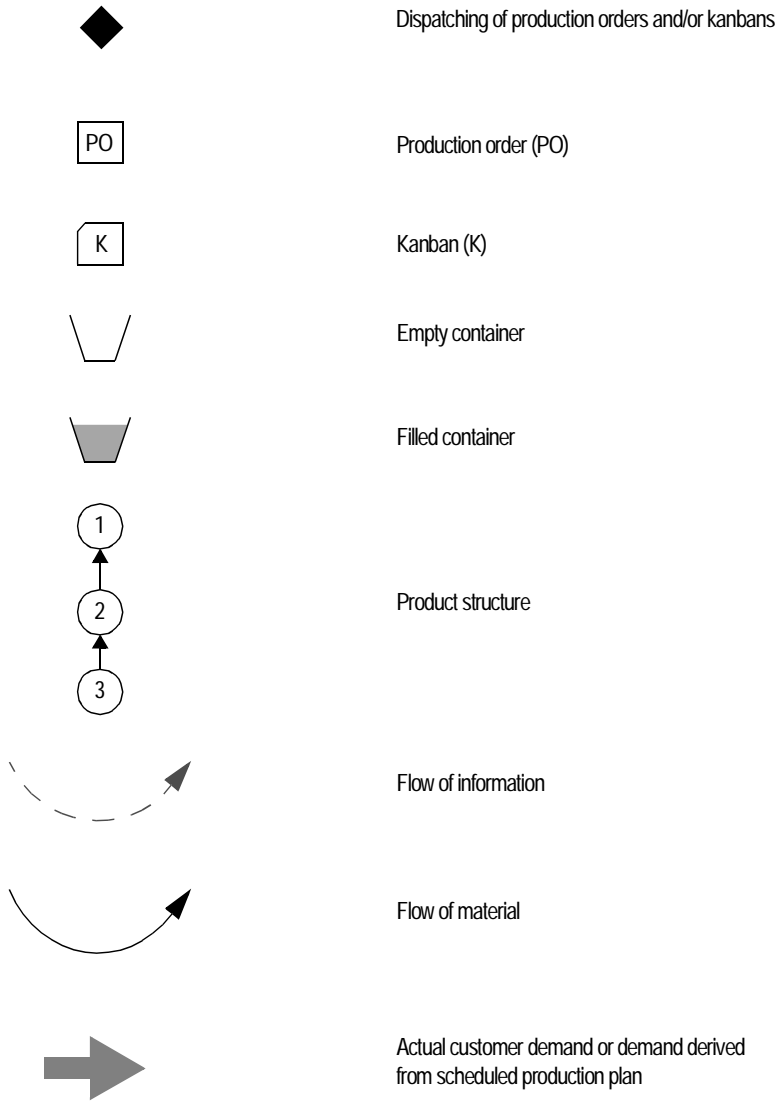 Dispatching of production orders and/or kanbans
PO
Production order (PO)
K
Kanban (K)
Empty container
Filled container
1
2
Product structure
3
Flow of information
Flow of material
Actual customer demand or demand derived
from scheduled production plan